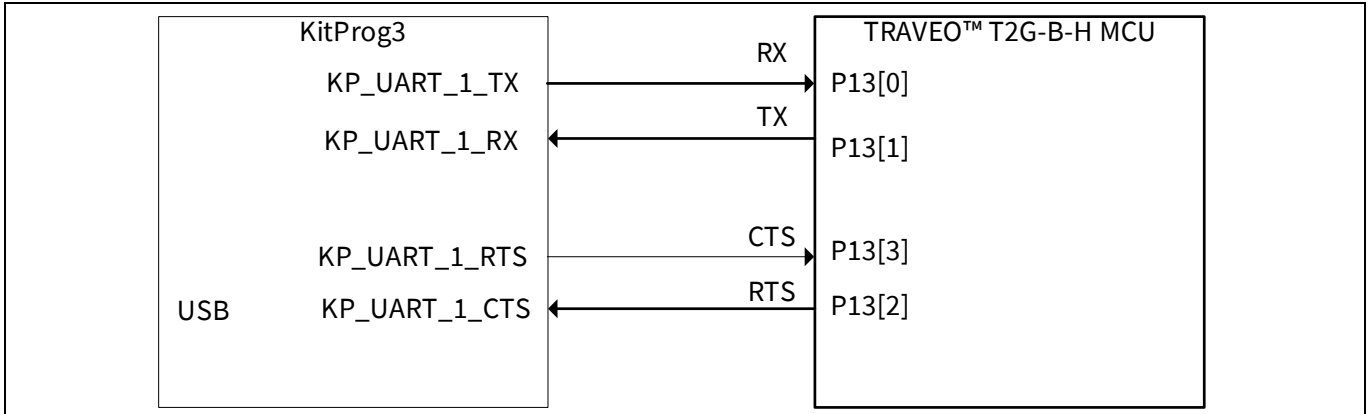 KitProg3
TRAVEO™ T2G-B-H MCU
RX
KP_UART_1_TX
P13[0]
TX
KP_UART_1_RX
P13[1]
CTS
KP_UART_1_RTS
P13[3]
RTS
USB
KP_UART_1_CTS
P13[2]